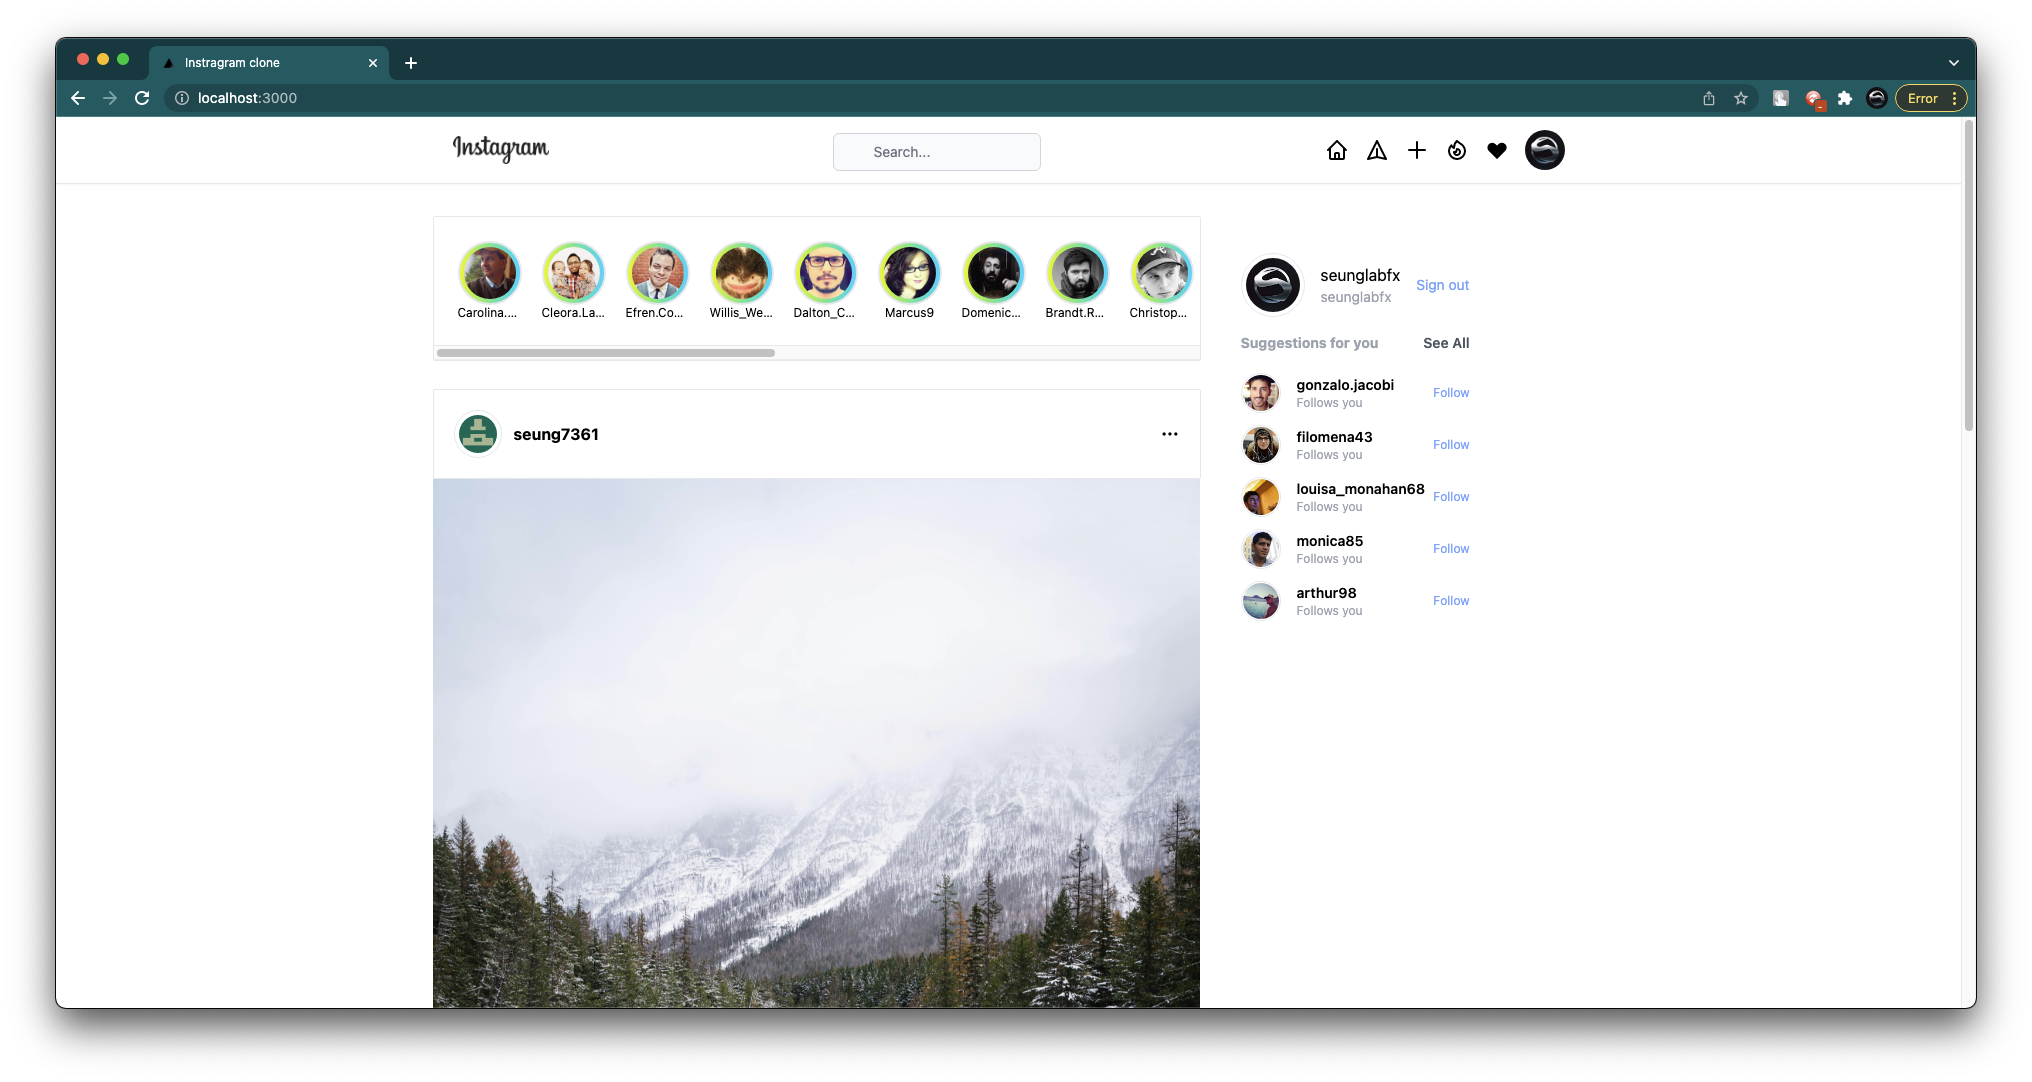 Instragram clone
localhost:3000
Error
Instagram
Search...
Carolina.... Cleora.La... Efren.Co... Willis_We... Dalton_C... Marcus9 Domenic... Brandt.R... Christop...
seunglabfx
seunglabfx
Sign out
Suggestions for you See All
gonzalo.jacobi
Follows you
Follow
filomena43
Follows you
Follow
louisa_monahan68
Follows you
Follow
monica85
Follows you
Follow
arthur98
Follows you
Follow
seung7361